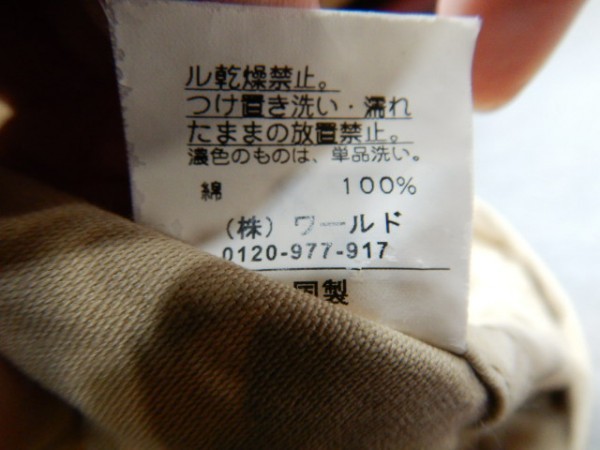 ル乾燥禁止。
つけ置き洗い・濡れ
たままの放置禁止。
濃色のものは、単品洗い。
綿 100%
(株) ワールド
0120-977-917
国製